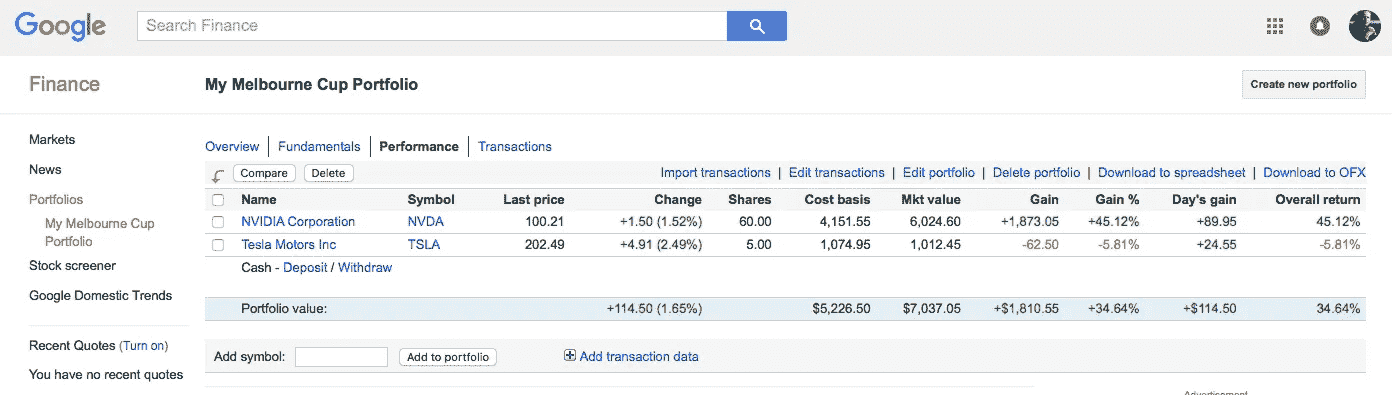 Google Search Finance
Finance My Melbourne Cup Portfolio Create new portfolio
Markets
News
Portfolios
My Melbourne Cup
Portfolio
Stock screener
Google Domestic Trends
Recent Quotes (Turn on)
You have no recent quotes
Overview Fundamentals Performance Transactions
Compare Delete Import transactions | Edit transactions | Edit portfolio | Delete portfolio | Download to spreadsheet | Download to OFX
Name Symbol Last price Change Shares Cost basis Mkt value Gain Gain % Day's gain Overall return
NVIDIA Corporation NVDA 100.21 +1.50 (1.52%) 60.00 4,151.55 6,024.60 +1,873.05 +45.12% +89.95 45.12%
Tesla Motors Inc TSLA 202.49 +4.91 (2.49%) 5.00 1,074.95 1,012.45 -62.50 -5.81% +24.55 -5.81%
Cash - Deposit / Withdraw
Portfolio value: +114.50 (1.65%) $5,226.50 $7,037.05 +$1,810.55 +34.64% +$114.50 34.64%
Add symbol: Add to portfolio Add transaction data
Advertisement